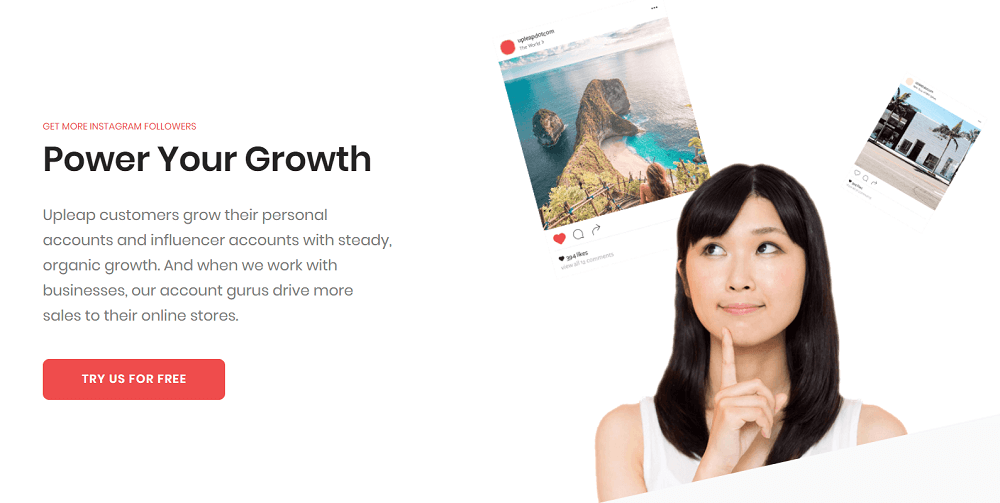 GET MORE INSTAGRAM FOLLOWERS
Power Your Growth
Upleap customers grow their personal
accounts and influencer accounts with steady,
organic growth. And when we work with
businesses, our account gurus drive more
sales to their online stores.
TRY US FOR FREE
upleapdotcom
The World >
394 likes
view all 12 comments